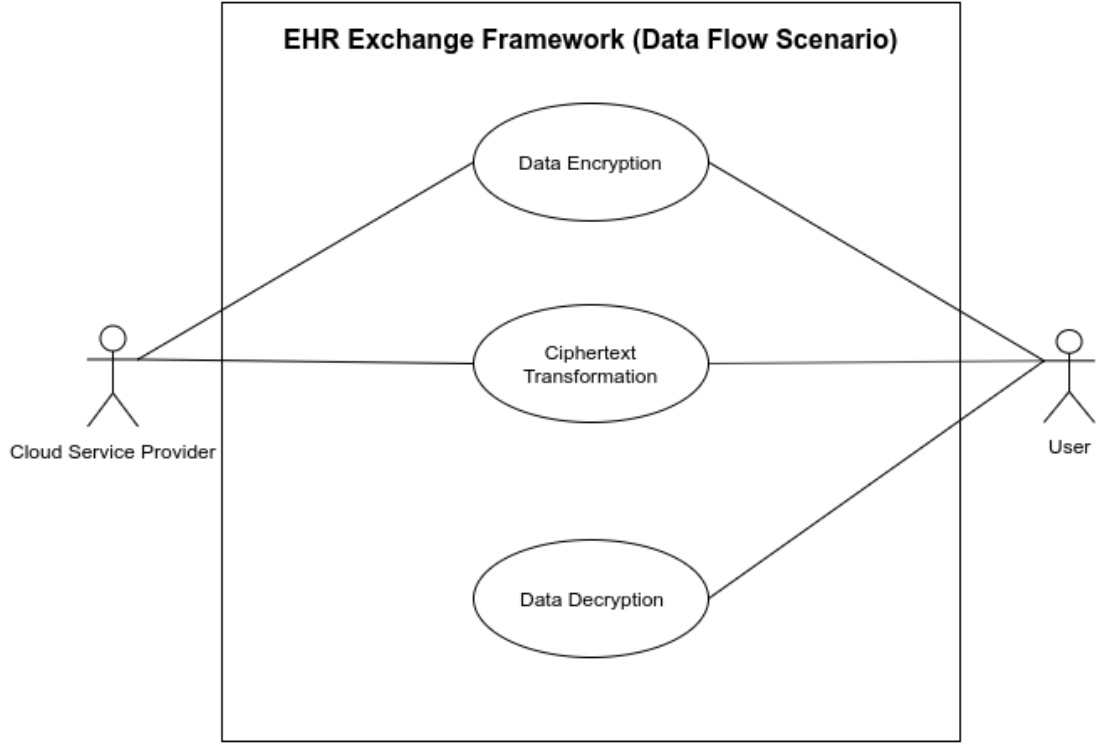 EHR Exchange Framework (Data Flow Scenario)
Data Encryption
Ciphertext
Transformation
Cloud Service Provider
User
Data Decryption